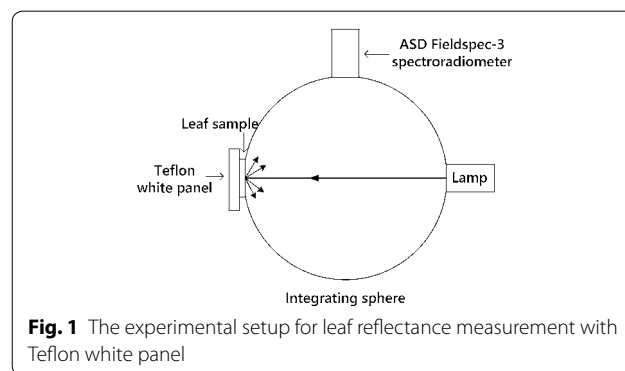 ASD Fieldspec-3
spectroradiometer
Leaf sample
Teflon
white panel
Lamp
Integrating sphere
Fig. 1 The experimental setup for leaf reflectance measurement with
Teflon white panel